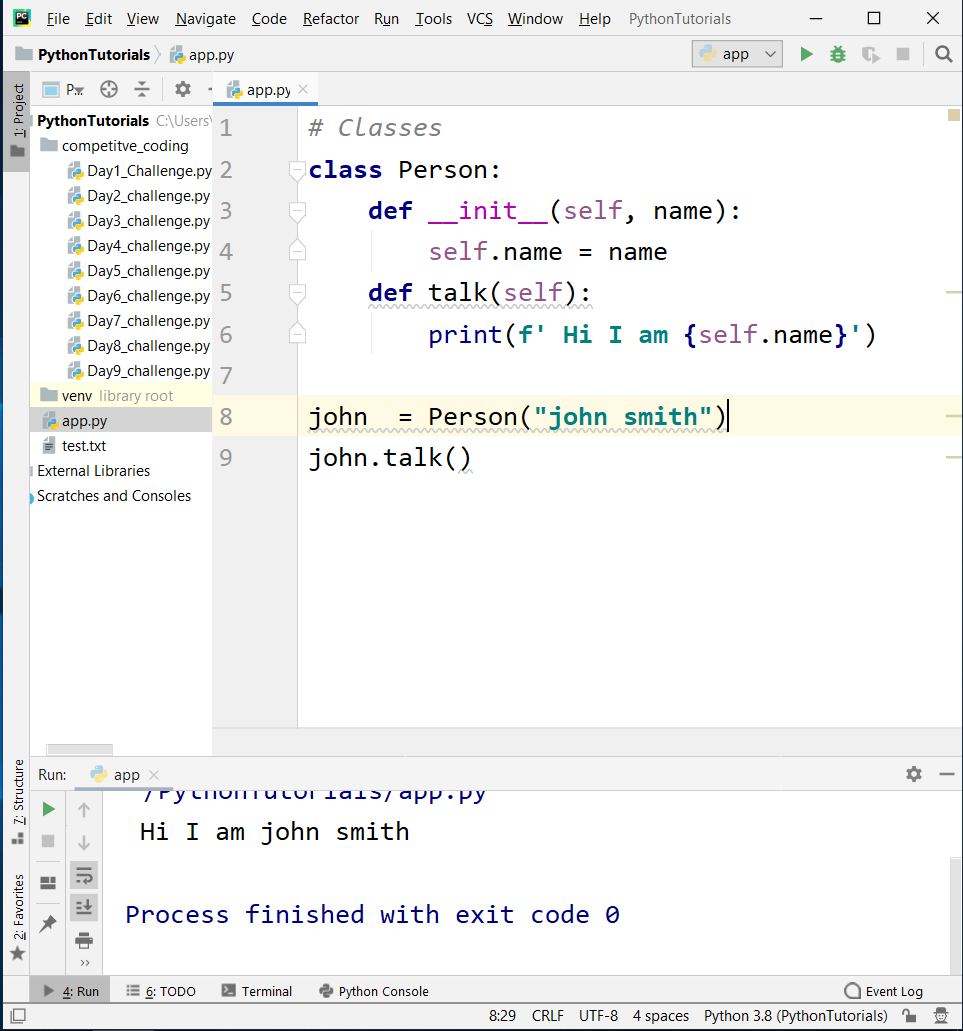 PC File Edit View Navigate Code Refactor Run Tools VCS Window Help PythonTutorials
PythonTutorials app.py app
1: Project
P... app.py
PythonTutorials C:\Users\
competitve_coding
Day1_Challenge.py
Day2_challenge.py
Day3_challenge.py
Day4_challenge.py
Day5_challenge.py
Day6_challenge.py
Day7_challenge.py
Day8_challenge.py
Day9_challenge.py
venv library root
app.py
test.txt
External Libraries
Scratches and Consoles
1 # Classes
2 class Person:
3     def __init__(self, name):
4         self.name = name
5     def talk(self):
6         print(f' Hi I am {self.name}')
7
8 john  = Person("john smith")
9 john.talk()
7: Structure
2: Favorites
Run: app
/PythonTutorials/app.py
 Hi I am john smith
Process finished with exit code 0
4: Run 6: TODO Terminal Python Console Event Log
8:29 CRLF UTF-8 4 spaces Python 3.8 (PythonTutorials)